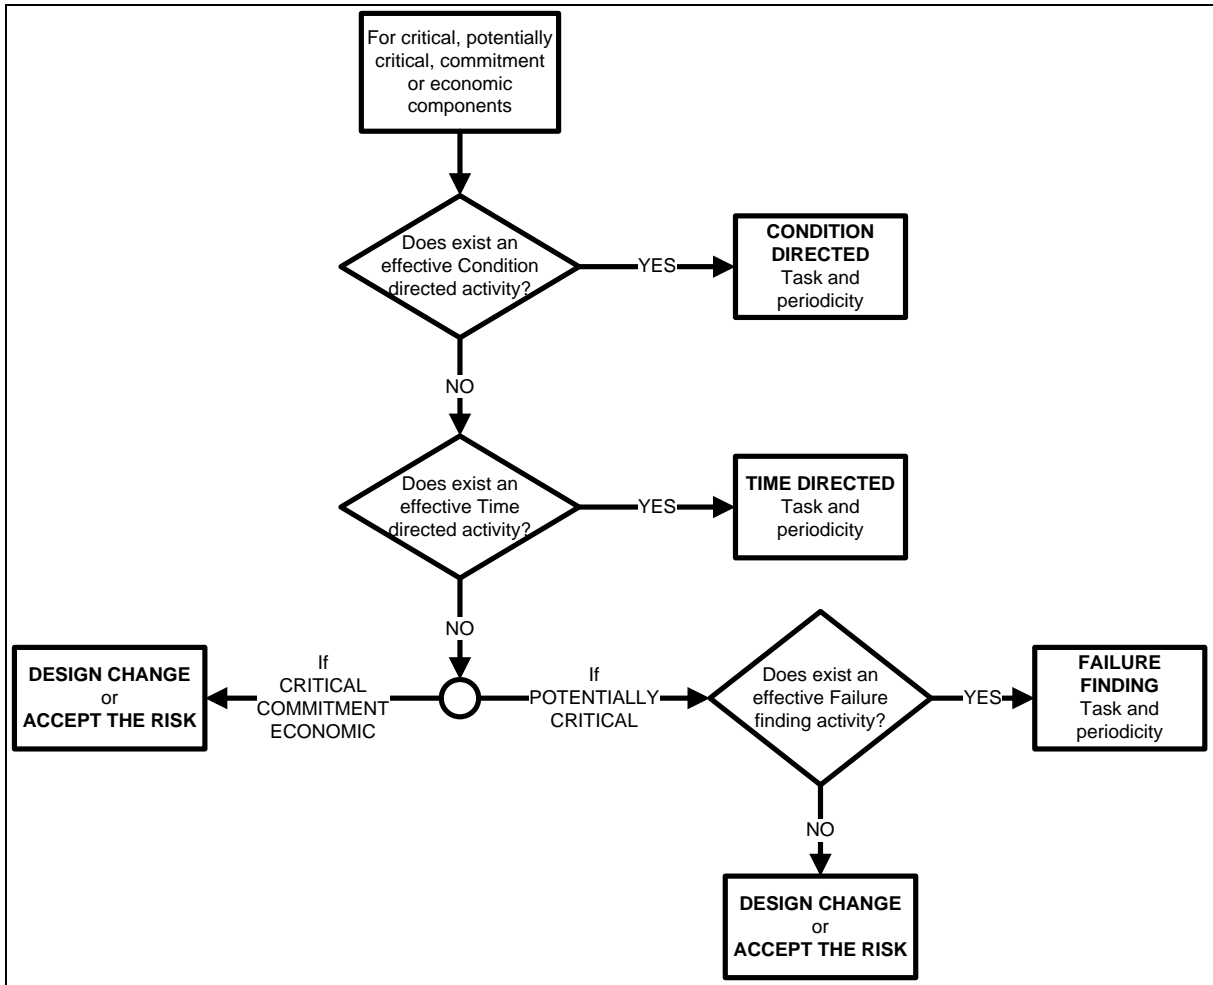 For critical, potentially
critical, commitment
or economic
components
Does exist an
effective Condition
directed activity?
YES
CONDITION
DIRECTED
Task and
periodicity
NO
Does exist an
effective Time
directed activity?
YES
TIME DIRECTED
Task and
periodicity
NO
DESIGN CHANGE
or
ACCEPT THE RISK
If
CRITICAL
COMMITMENT
ECONOMIC
If
POTENTIALLY
CRITICAL
Does exist an
effective Failure
finding activity?
YES
FAILURE
FINDING
Task and
periodicity
NO
DESIGN CHANGE
or
ACCEPT THE RISK